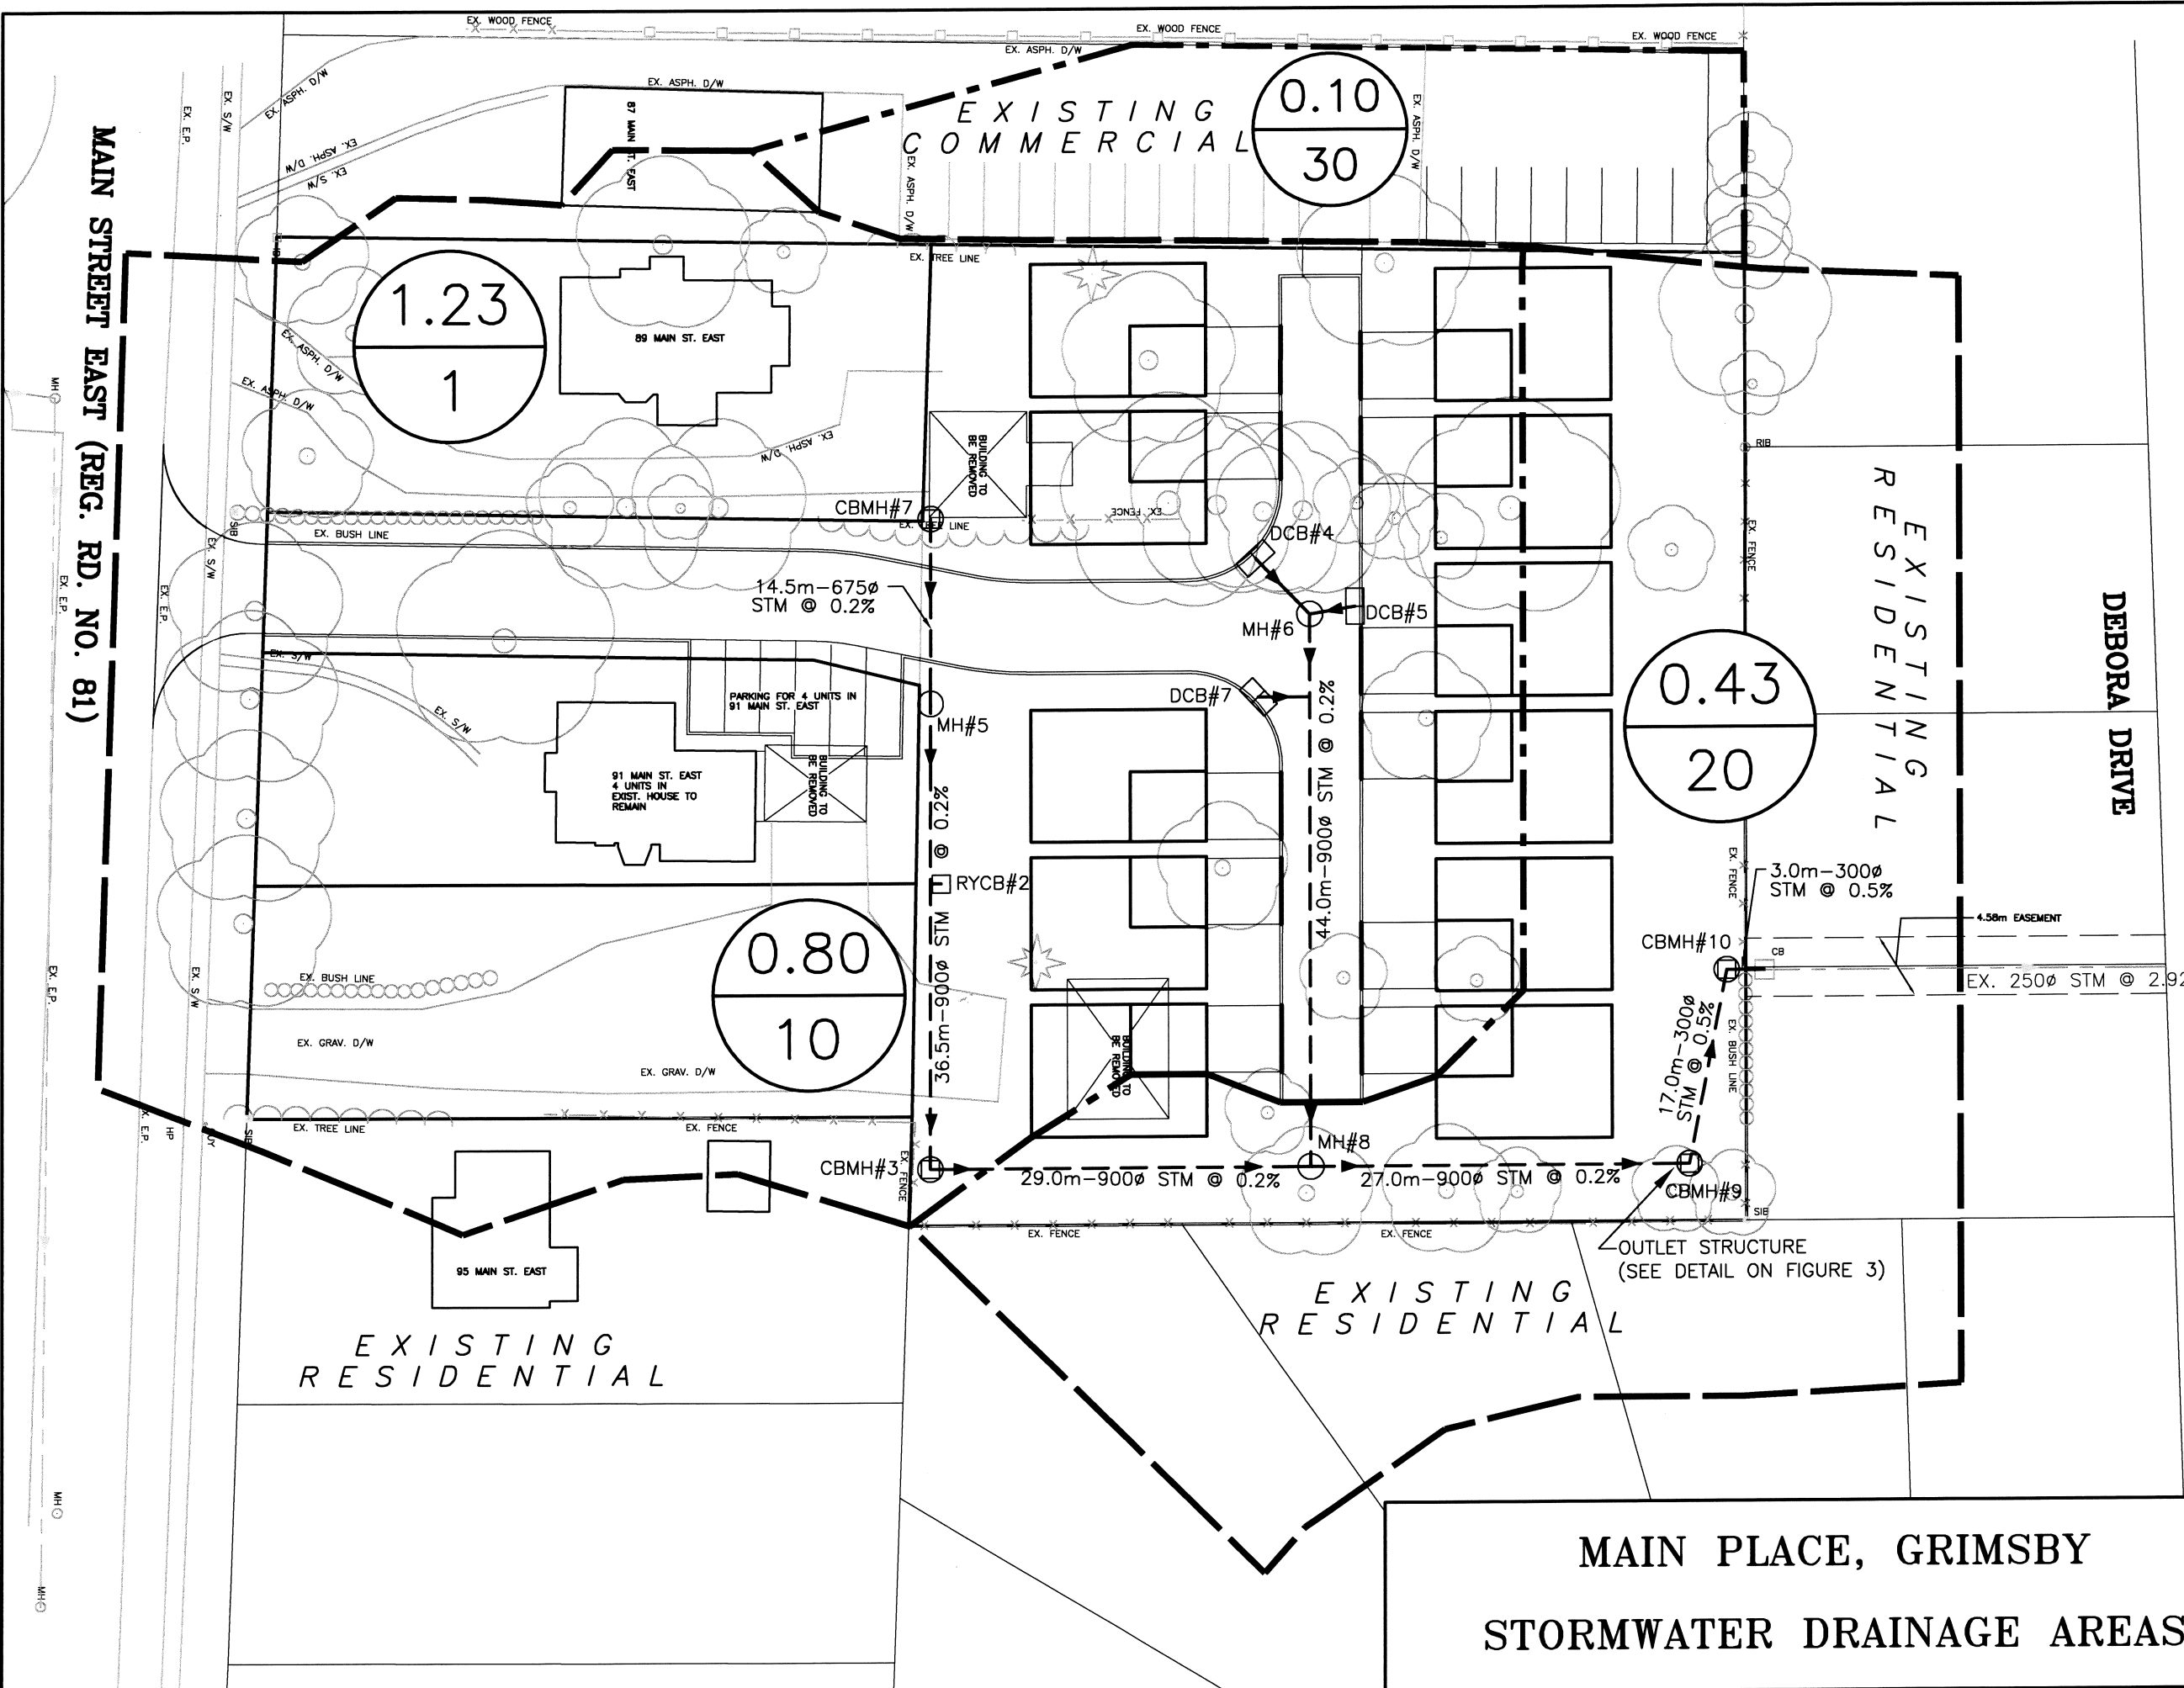 EX. WOOD FENCE
EX. WOOD FENCE
EX. WOOD FENCE
EX. ASPH. D/W
EX. ASPH. D/W
EX. ASPH. D/W
EX. E.P.
EX. S/W
EX. ASPH. D/W
EX. S/W
87 MAIN ST. EAST
EXISTING
COMMERCIAL
0.10
30
EX. ASPH. D/W
EX. ASPH. D/W
MAIN STREET EAST (REG. RD. NO. 81)
EX. TREE LINE
1.23
1
89 MAIN ST. EAST
EX. ASPH. D/W
EX. ASPH. D/W
EX. ASPH. D/W
MH
BUILDING TO
BE REMOVED
RIB
EX. FENCE
EXISTING
RESIDENTIAL
DEBORA DRIVE
CBMH#7
EX. TREE LINE
EX. FENCE
SIB
EX. BUSH LINE
EX. S/W
EX. E.P.
EX. E.P.
DCB#4
DCB#5
MH#6
14.5m-675ø
STM @ 0.2%
EX. S/W
EX. S/W
PARKING FOR 4 UNITS IN
91 MAIN ST. EAST
MH#5
DCB#7
44.0m-900ø STM @ 0.2%
0.43
20
91 MAIN ST. EAST
4 UNITS IN
EXIST. HOUSE TO
REMAIN
BUILDING TO
BE REMOVED
RYCB#2
36.5m-900ø STM @ 0.2%
EX. FENCE
3.0m-300ø
STM @ 0.5%
4.58m EASEMENT
CBMH#10
CB
EX. 250ø STM @ 2.92
0.80
10
EX. BUSH LINE
EX. S/W
EX. E.P.
EX. GRAV. D/W
EX. GRAV. D/W
BUILDING TO
BE REMOVED
17.0m-300ø
STM @ 0.5%
EX. BUSH LINE
EX. E.P.
HP
GUY
SIB
EX. TREE LINE
EX. FENCE
EX. FENCE
CBMH#3
MH#8
29.0m-900ø STM @ 0.2%
27.0m-900ø STM @ 0.2%
CBMH#9
SIB
EX. FENCE
EX. FENCE
OUTLET STRUCTURE
(SEE DETAIL ON FIGURE 3)
95 MAIN ST. EAST
EXISTING
RESIDENTIAL
EXISTING
RESIDENTIAL
MH
MH
MAIN PLACE, GRIMSBY
STORMWATER DRAINAGE AREAS